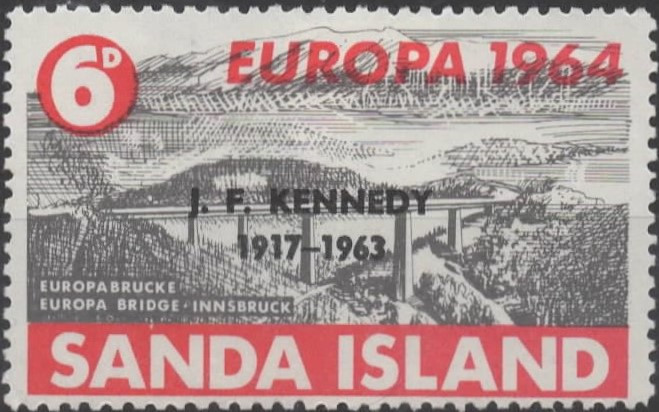 6D
EUROPA 1964
J. F. KENNEDY
1917–1963
EUROPABRUCKE
EUROPA BRIDGE · INNSBRUCK
SANDA ISLAND